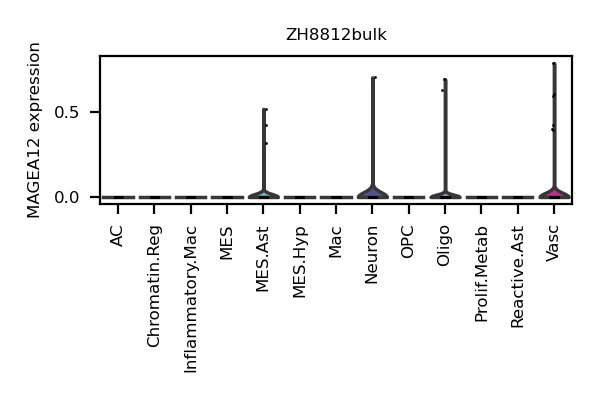 ZH8812bulk
MAGEA12 expression
0.5
0.0
AC
Chromatin.Reg
Inflammatory.Mac
MES
MES.Ast
MES.Hyp
Mac
Neuron
OPC
Oligo
Prolif.Metab
Reactive.Ast
Vasc